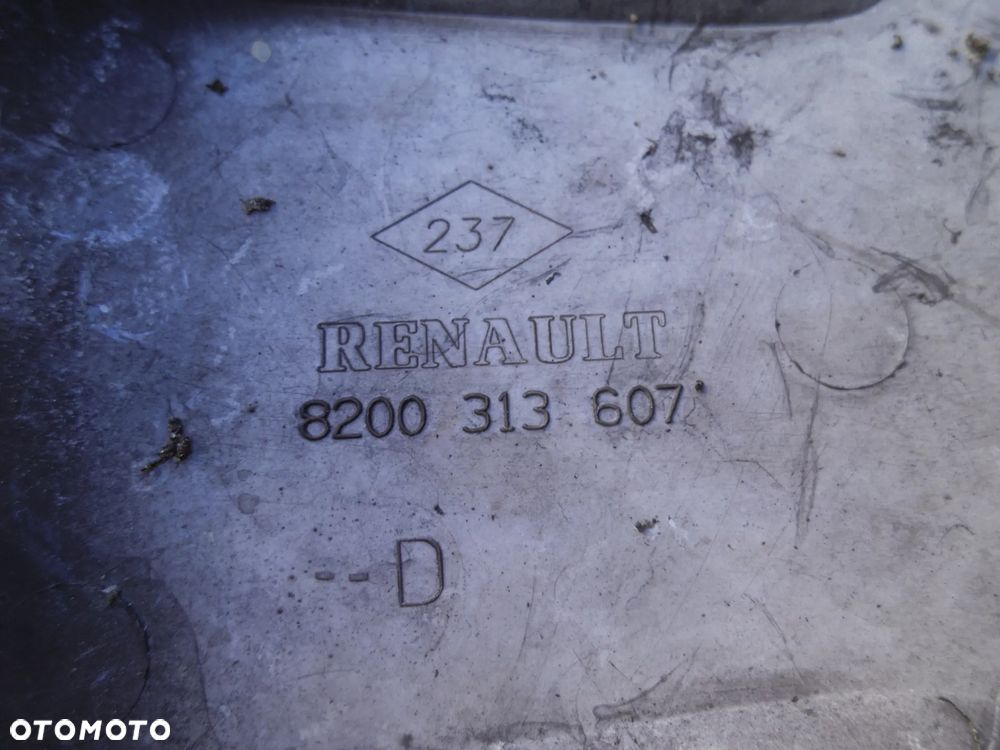 237
RENAULT
8200 313 607
--D
OTOMOTO